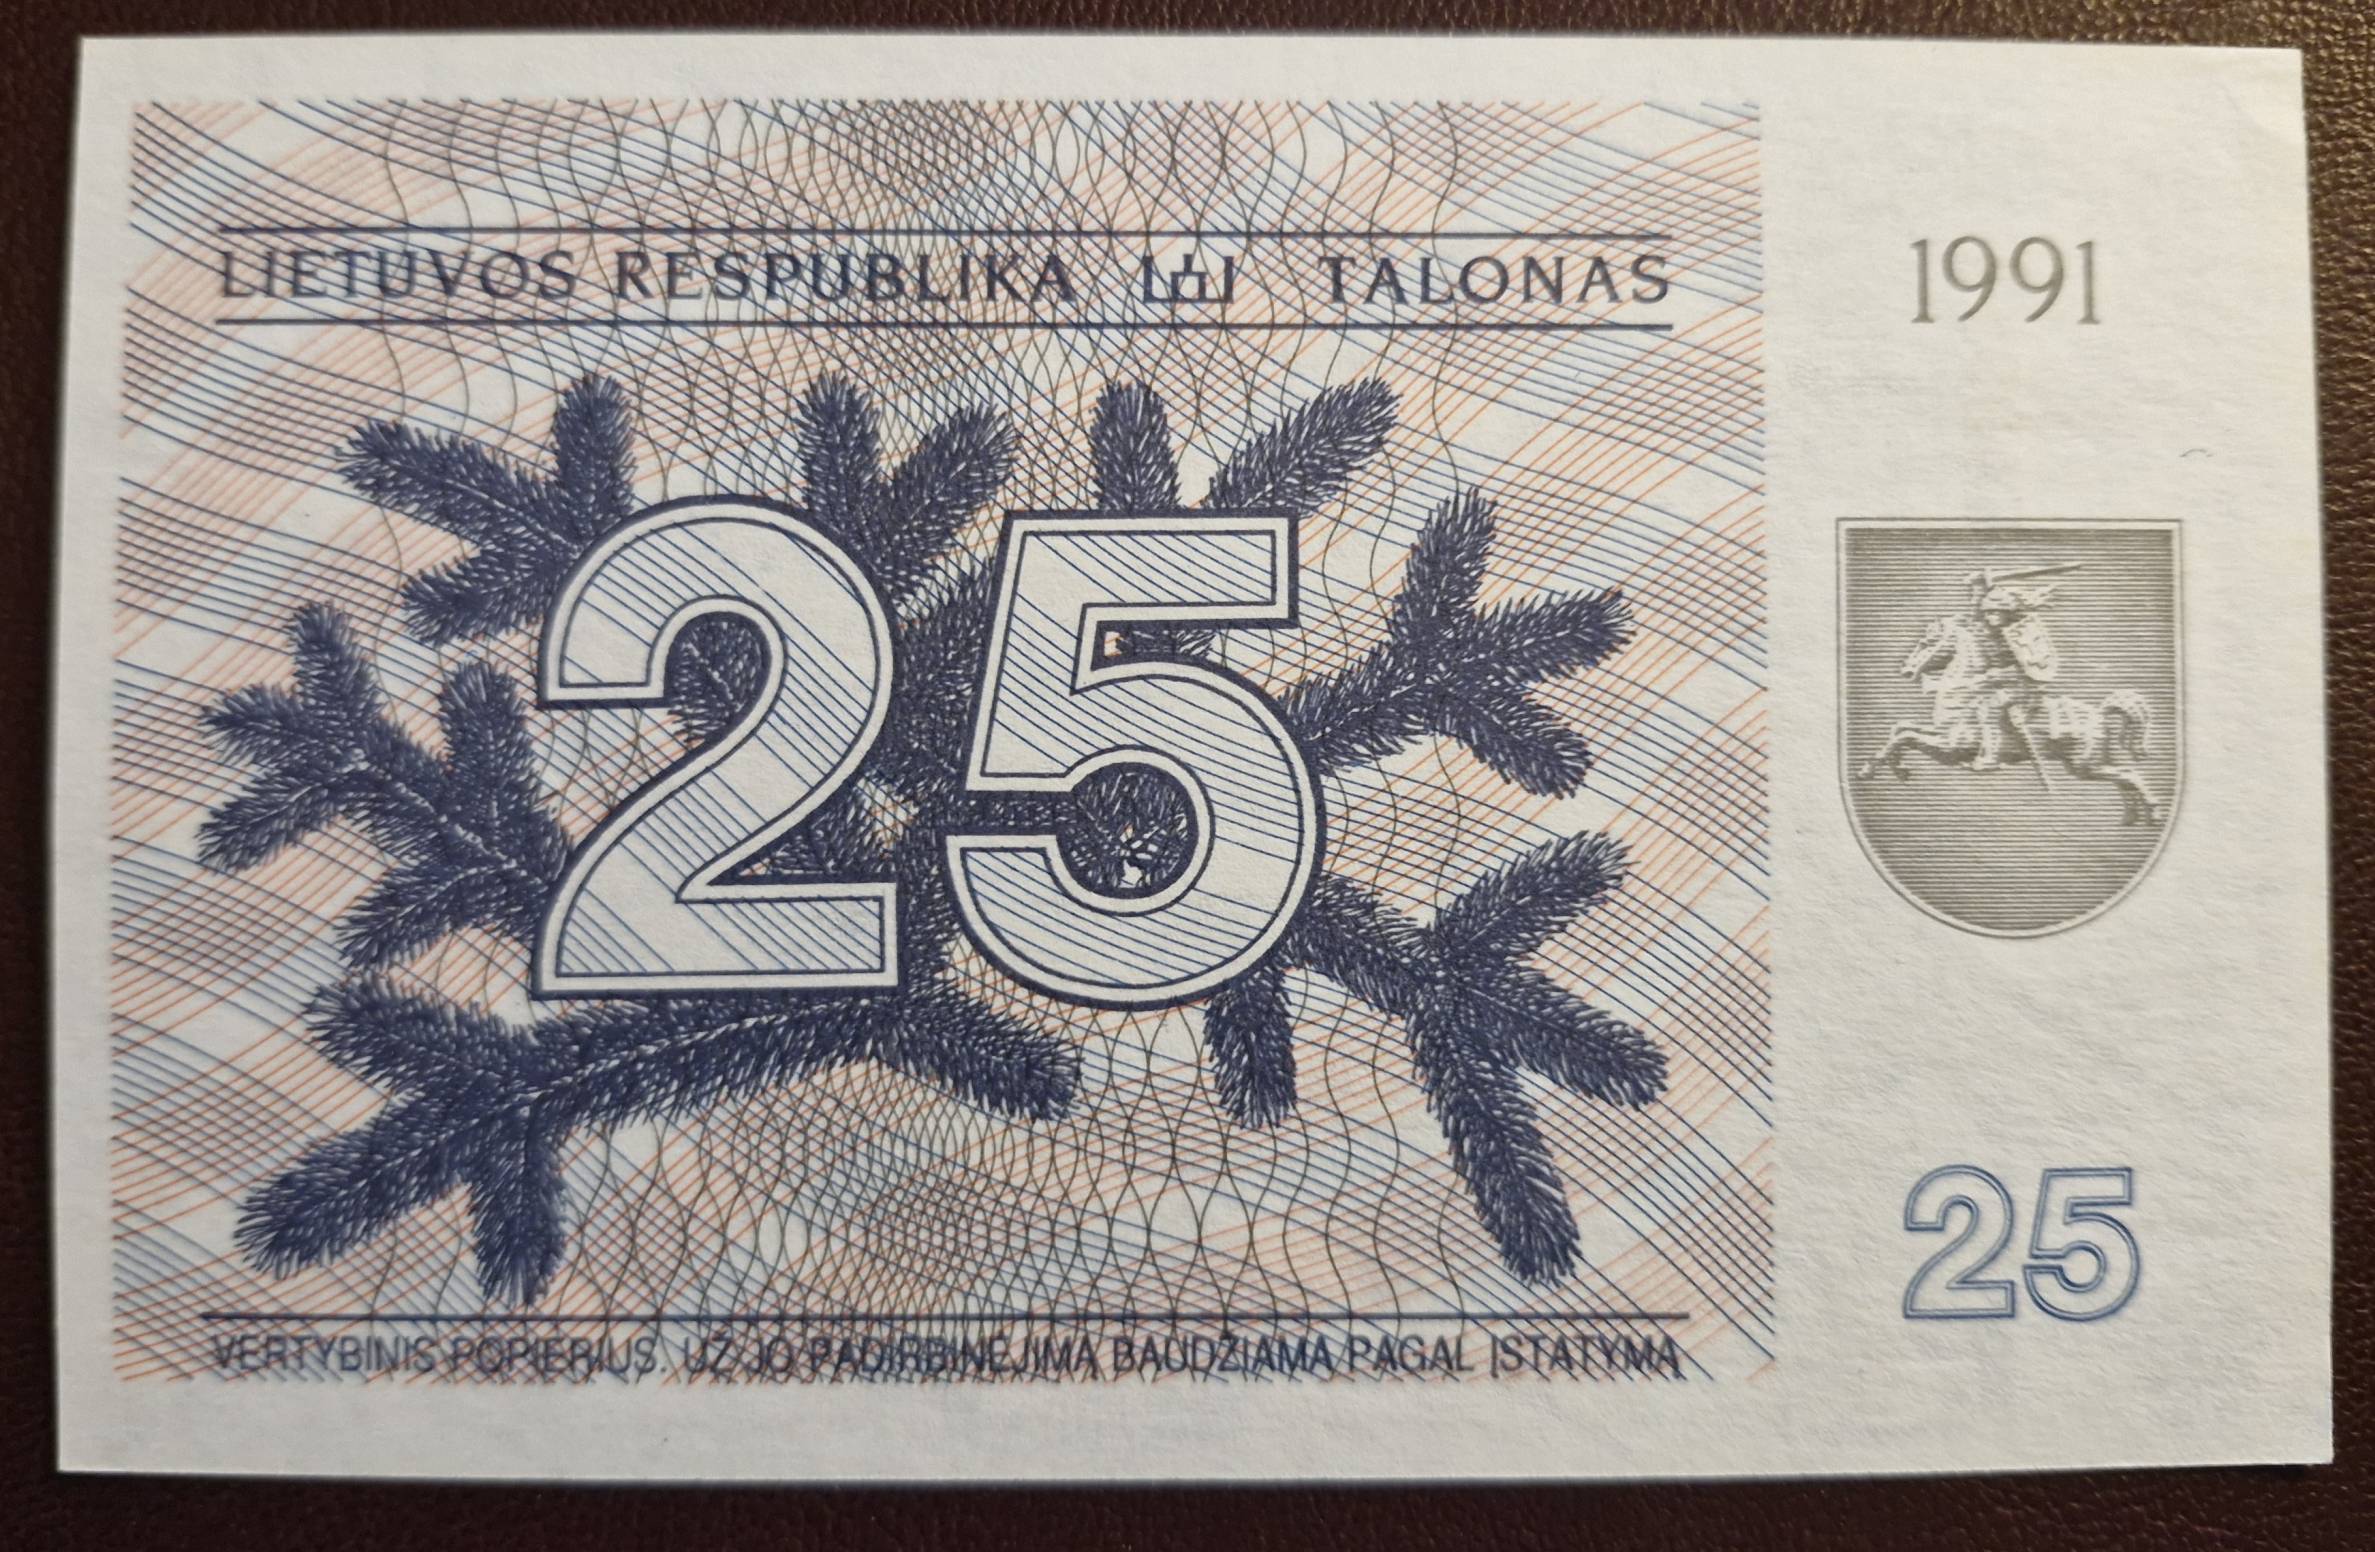 LIETUVOS RESPUBLIKA TALONAS
1991
25
25
VERTYBINIS POPIERIUS. UŽ JO PADIRBINĖJIMĄ BAUDŽIAMA PAGAL ĮSTATYMĄ